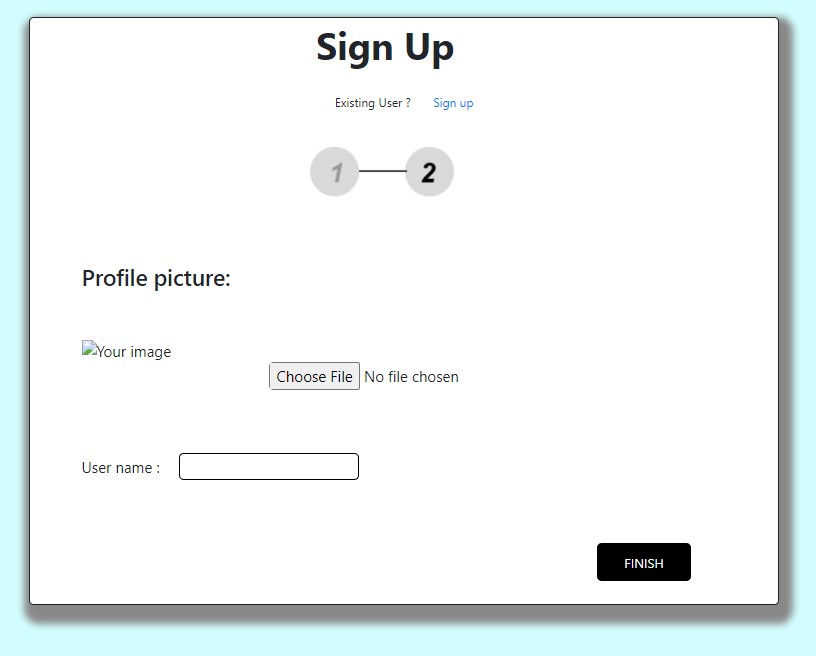 Sign Up
Existing User ? Sign up
1 2
Profile picture:
Your image
Choose File No file chosen
User name :
FINISH